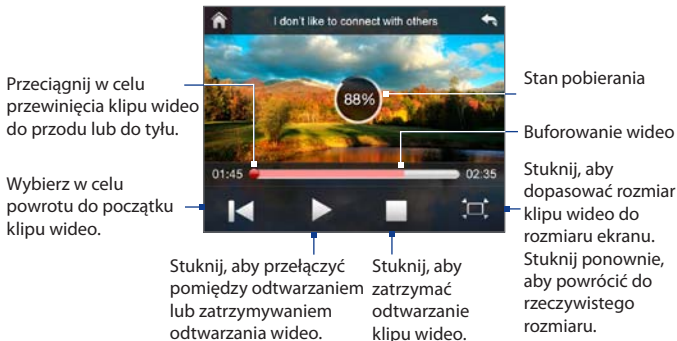 I don't like to connect with others
88%
01:45
02:35
Przeciągnij w celu
przewinięcia klipu wideo
do przodu lub do tyłu.
Wybierz w celu
powrotu do początku
klipu wideo.
Stuknij, aby przełączyć
pomiędzy odtwarzaniem
lub zatrzymywaniem
odtwarzania wideo.
Stuknij, aby
zatrzymać
odtwarzanie
klipu wideo.
Stan pobierania
Buforowanie wideo
Stuknij, aby
dopasować rozmiar
klipu wideo do
rozmiaru ekranu.
Stuknij ponownie,
aby powrócić do
rzeczywistego
rozmiaru.